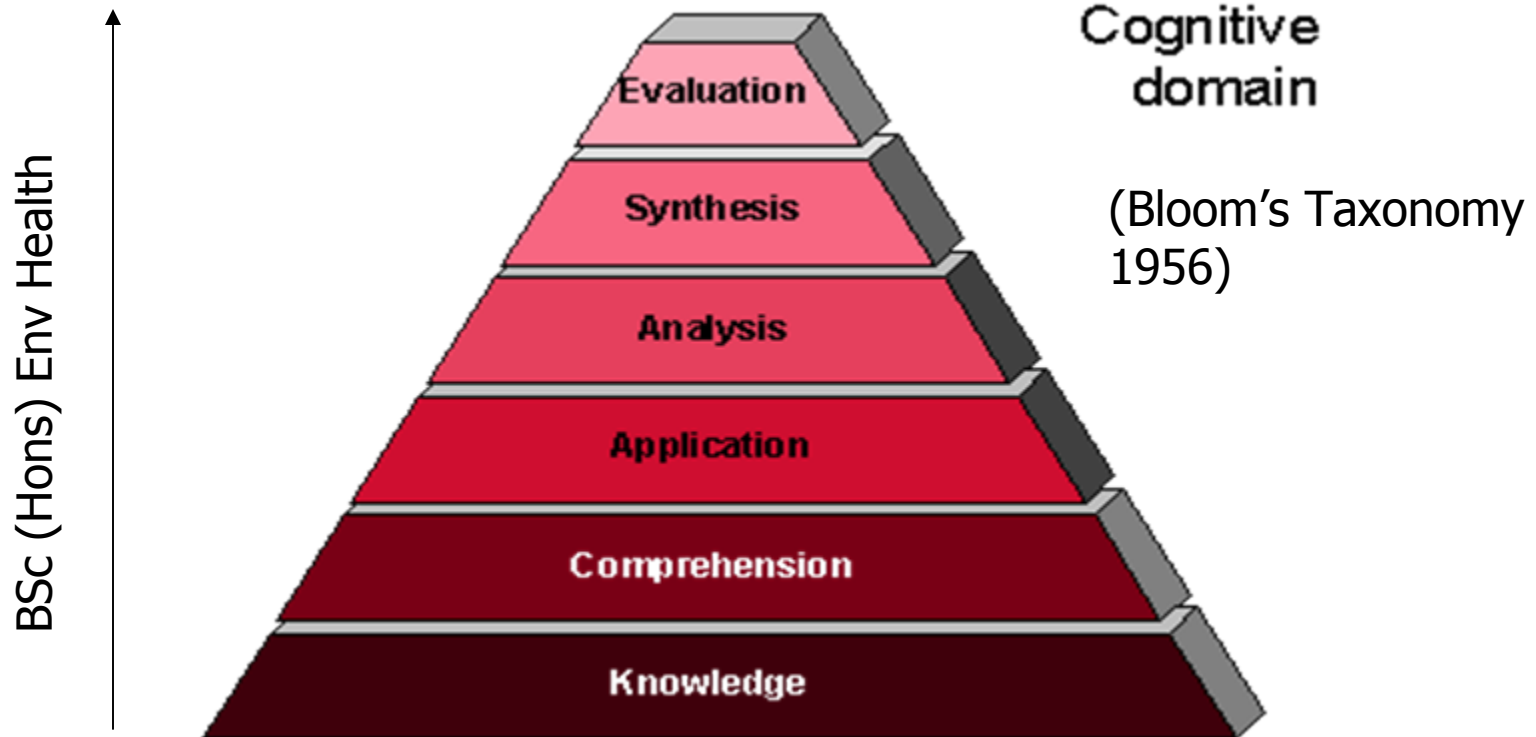 Cognitive
domain
(Bloom’s Taxonomy
1956)
BSc (Hons) Env Health
Evaluation
Synthesis
Analysis
Application
Comprehension
Knowledge